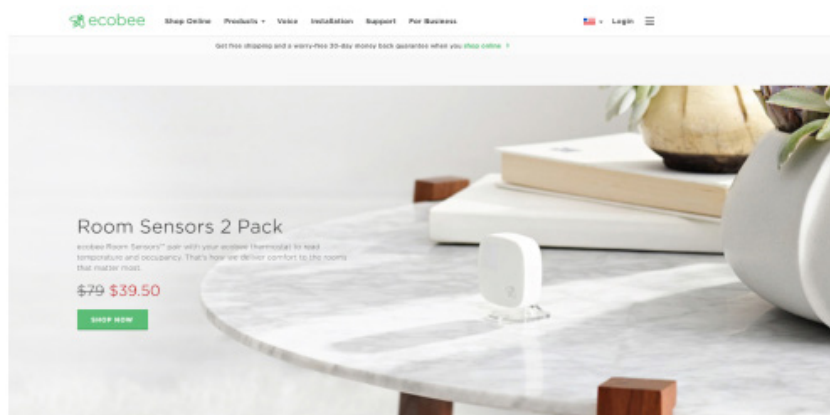 ecobee Shop Online Products Voice Installation Support For Business Login
Get free shipping and a worry-free 30-day money back guarantee when you shop online
Room Sensors 2 Pack
ecobee Room Sensors™ pair with your ecobee thermostat to read
temperature and occupancy. That's how we deliver comfort to the rooms
that matter most.
$79 $39.50
SHOP NOW